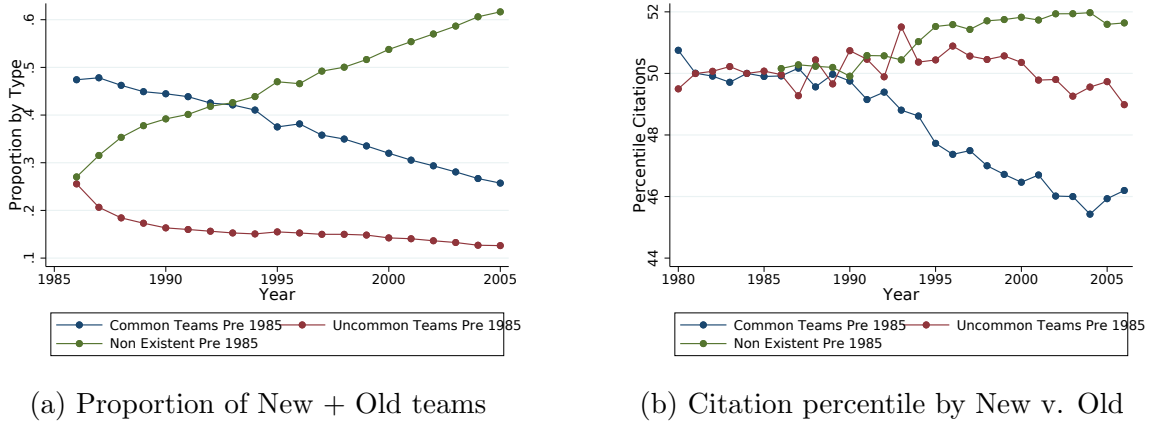 Proportion by Type
.6
.5
.4
.3
.2
.1
1985 1990 1995 2000 2005
Year
Common Teams Pre 1985 Uncommon Teams Pre 1985
Non Existent Pre 1985
(a) Proportion of New + Old teams
Percentile Citations
52
50
48
46
44
1980 1985 1990 1995 2000 2005
Year
Common Teams Pre 1985 Uncommon Teams Pre 1985
Non Existent Pre 1985
(b) Citation percentile by New v. Old